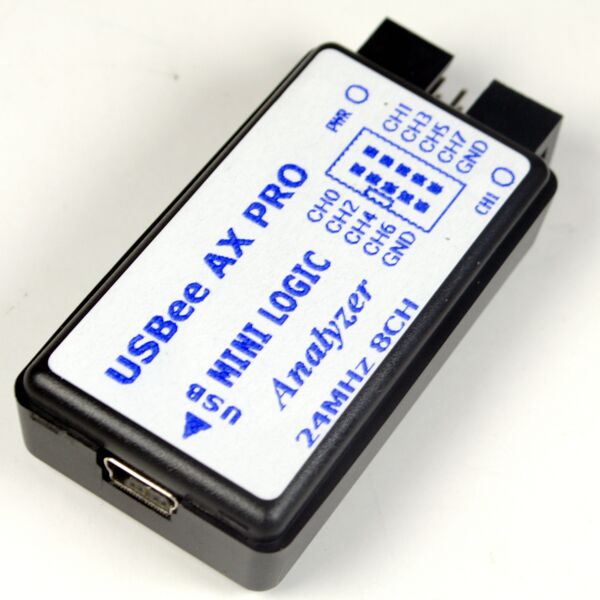 PWR
CH1
CH3
CH5
CH7
GND
CH1
CH0
CH2
CH4
CH6
GND
USBee AX PRO
MINI LOGIC
Analyzer
24MHz 8CH
USB